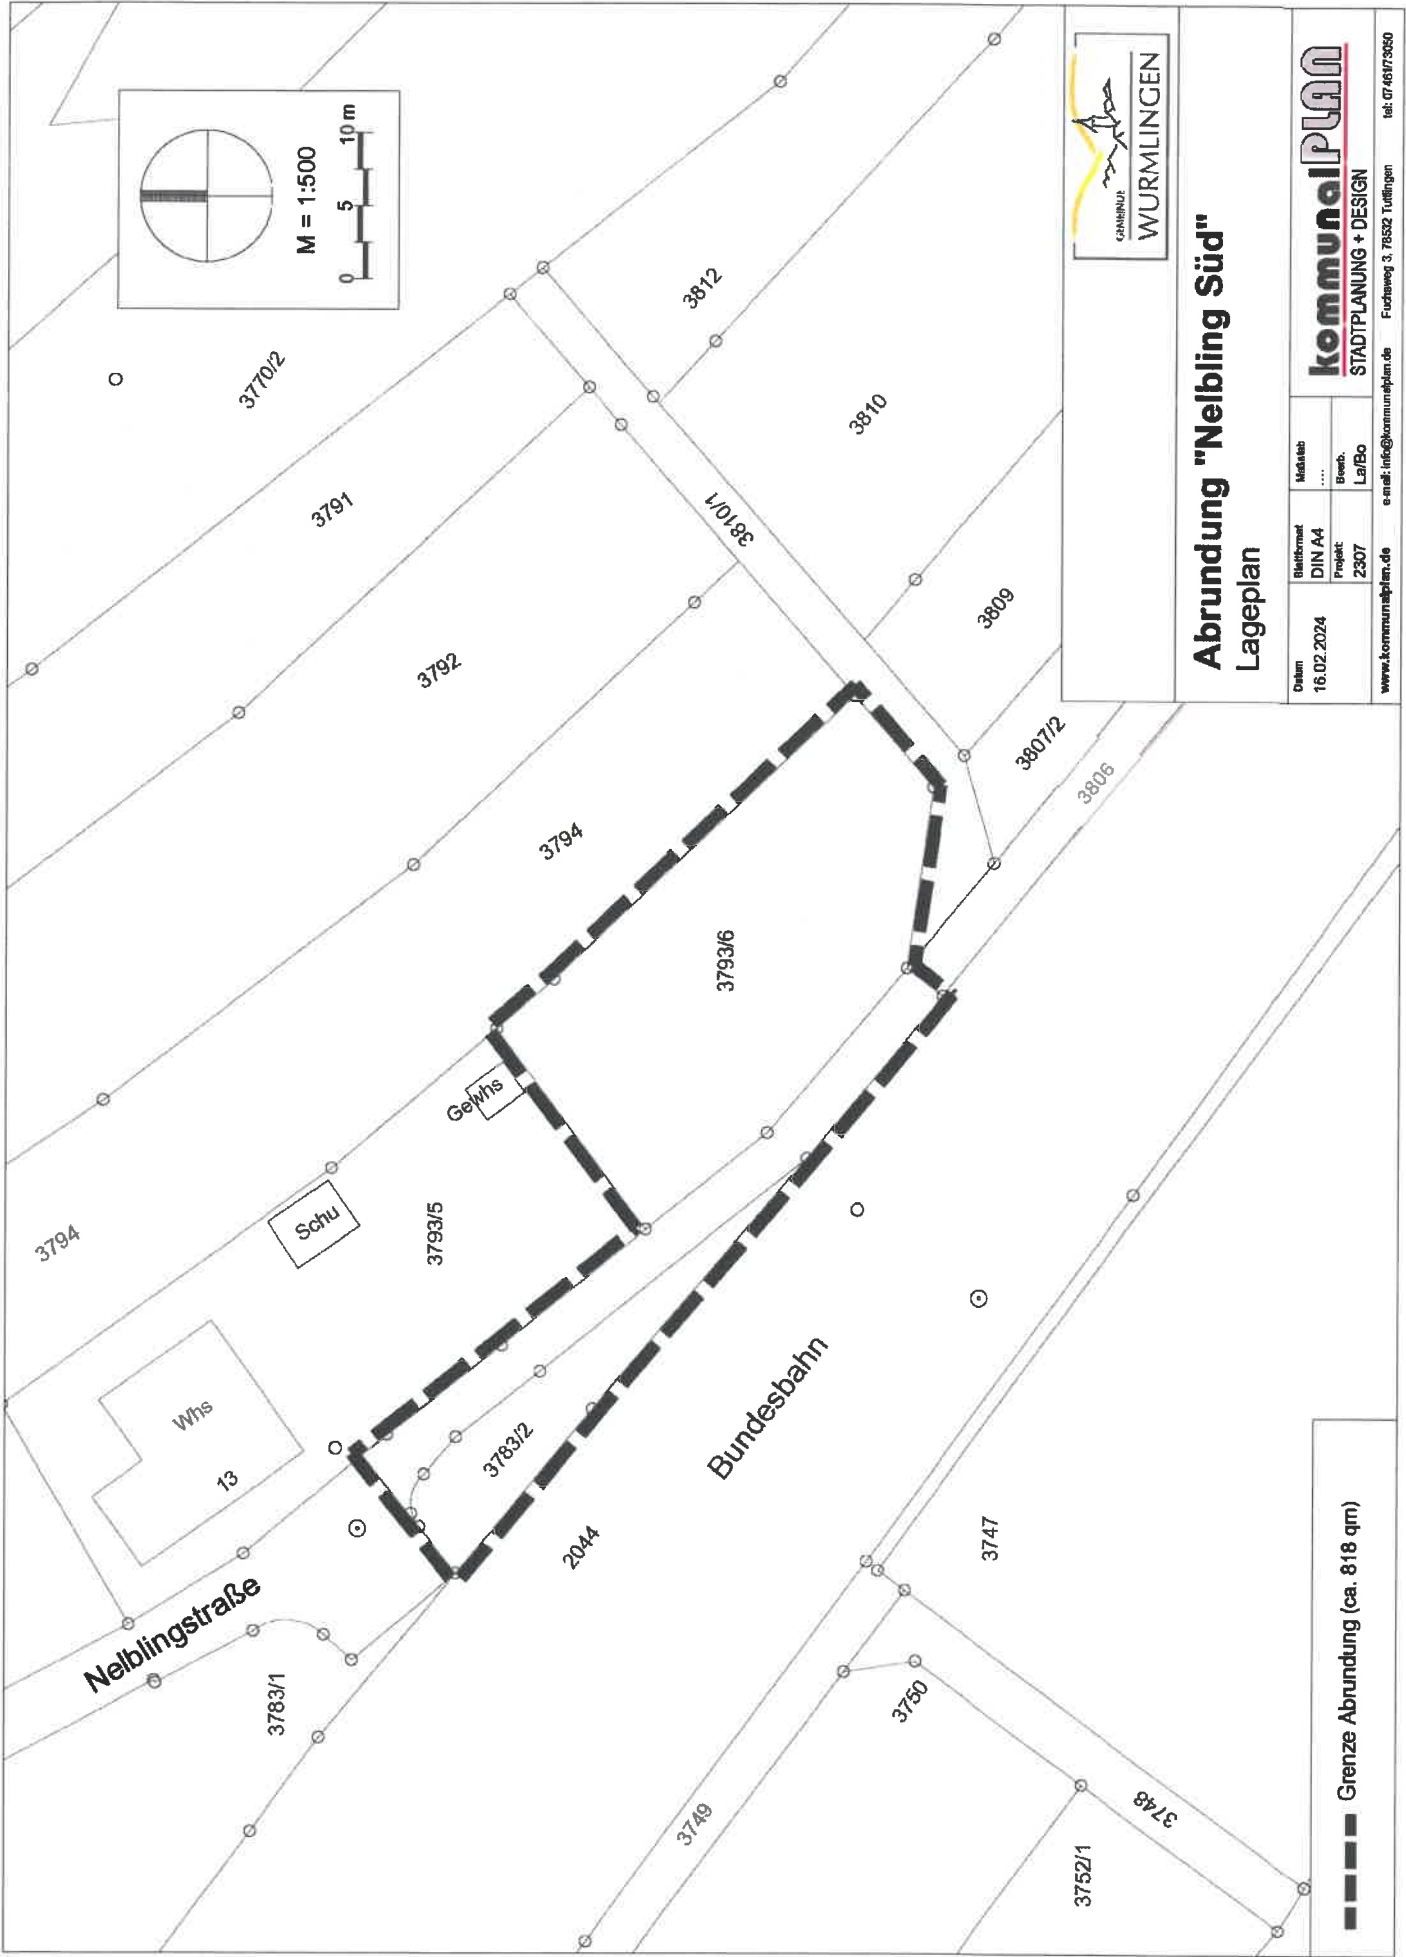 M = 1:500
0 5 10 m
3770/2
3791
3792
3794
3794
3812
3810
3810/1
3809
3807/2
3806
3793/6
3793/5
Gewhs
Schu
Whs
13
Nelblingstraße
3783/1
3783/2
2044
Bundesbahn
3747
3749
3750
3748
3752/1
Grenze Abrundung (ca. 818 qm)
GEMEINDE
WURMLINGEN
Abrundung "Nelbling Süd"
Lageplan
Datum
16.02.2024
Blattformat
DIN A4
Maßstab
....
Projekt:
2307
Bearb.
La/Bo
kommunalPLAN
STADTPLANUNG + DESIGN
www.kommunalplan.de e-mail: info@kommunalplan.de Fuchsweg 3, 78532 Tuttlingen tel: 07461/73050